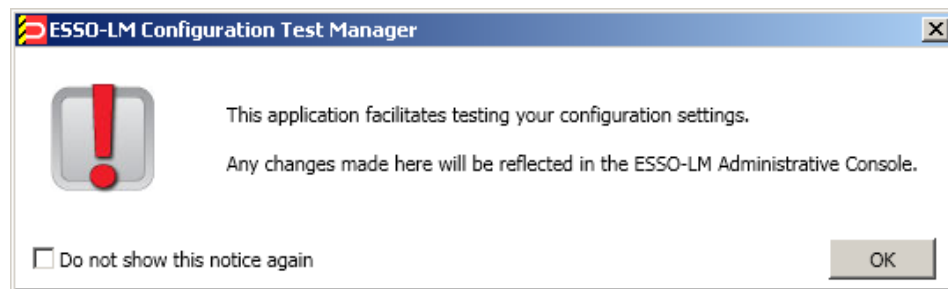 ESSO-LM Configuration Test Manager
This application facilitates testing your configuration settings.
Any changes made here will be reflected in the ESSO-LM Administrative Console.
Do not show this notice again
OK